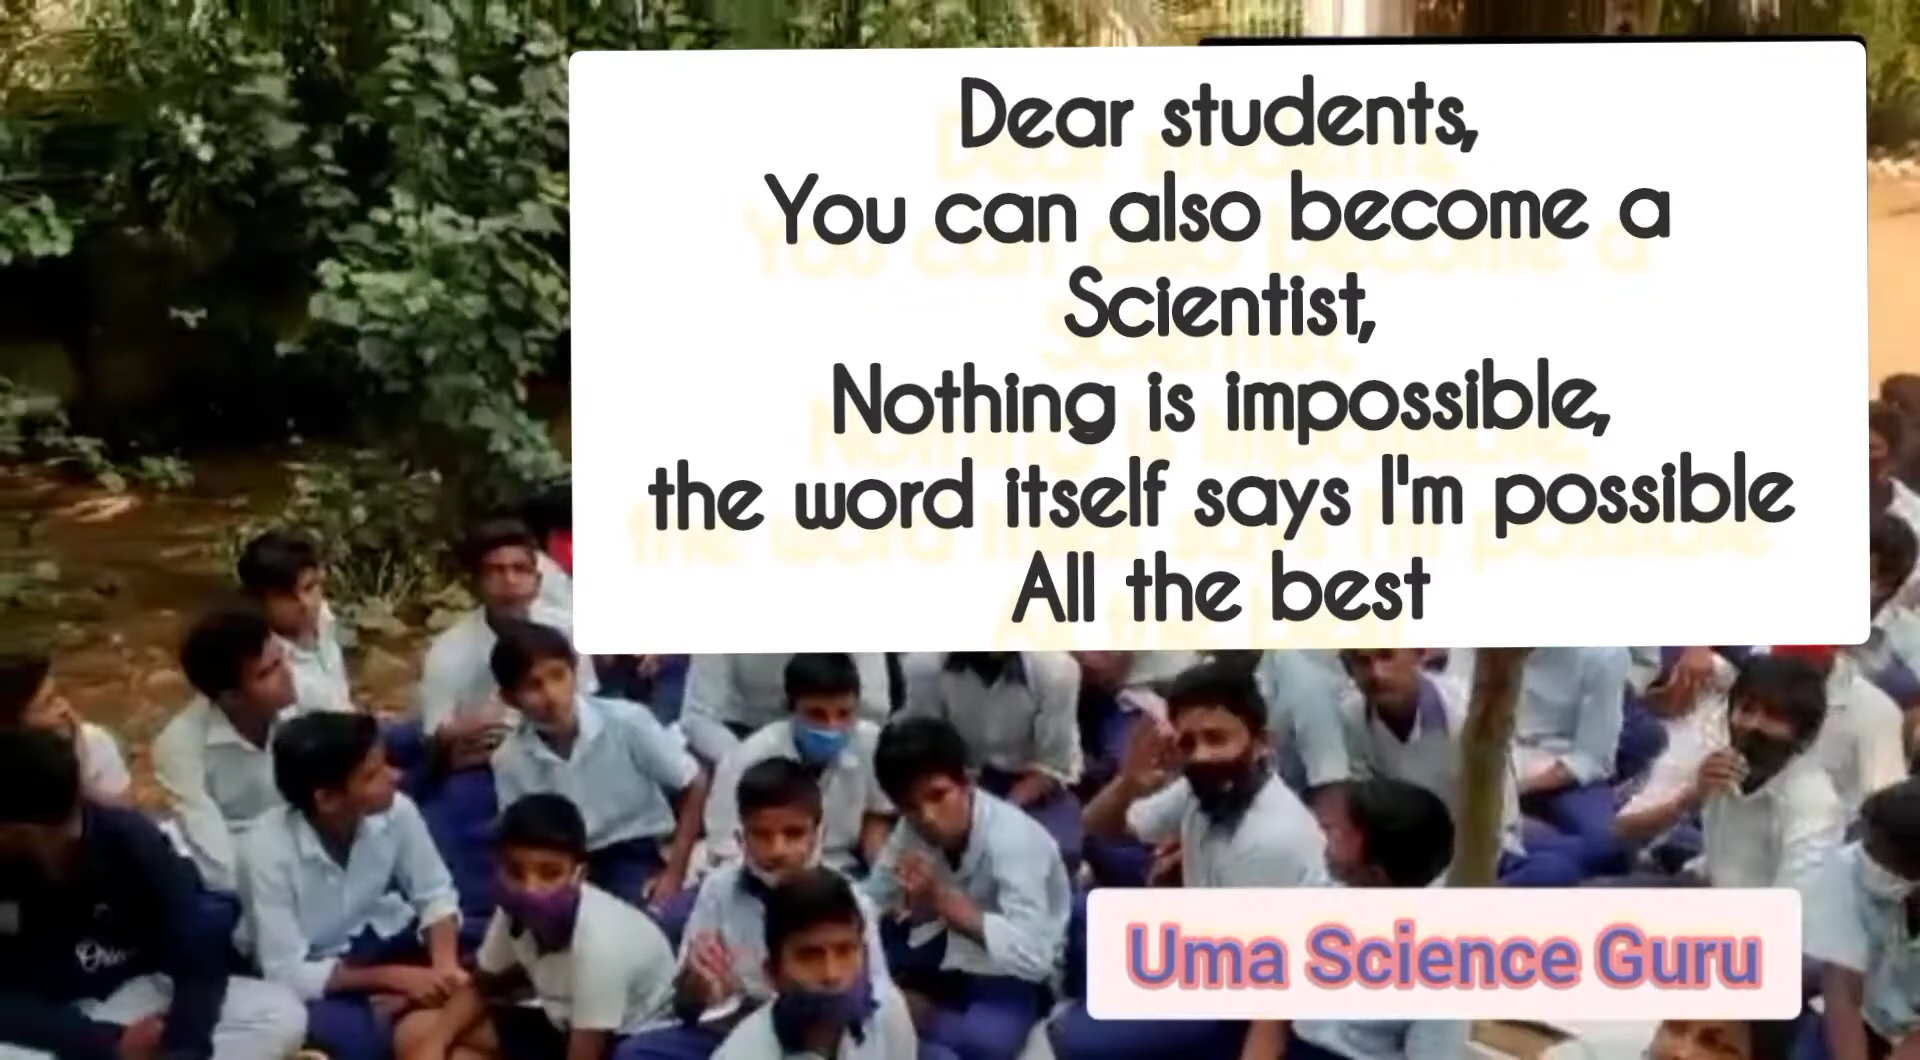 Dear students,
You can also become a
Scientist,
Nothing is impossible,
the word itself says I'm possible
All the best
Uma Science Guru